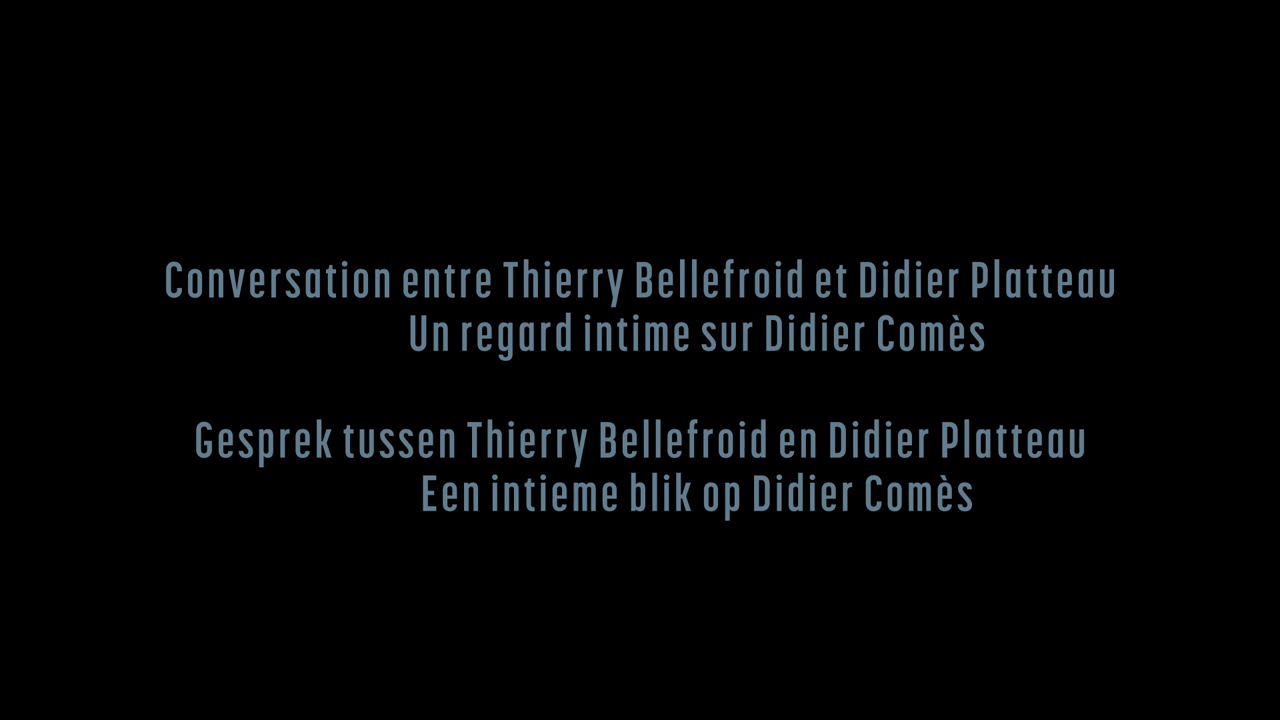 Conversation entre Thierry Bellefroid et Didier Platteau
Un regard intime sur Didier Comès
Gesprek tussen Thierry Bellefroid en Didier Platteau
Een intieme blik op Didier Comès